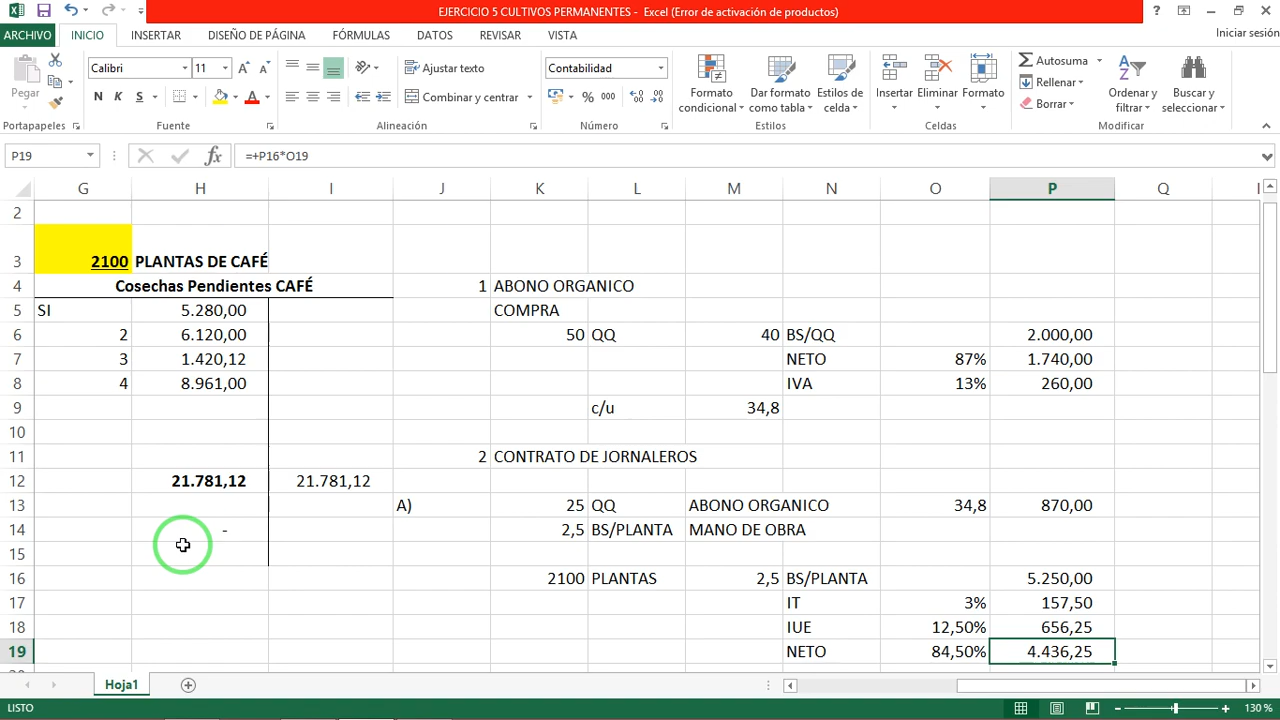 EJERCICIO 5 CULTIVOS PERMANENTES - Excel (Error de activación de productos)
ARCHIVO INICIO INSERTAR DISEÑO DE PÁGINA FÓRMULAS DATOS REVISAR VISTA Iniciar sesión
Pegar
Calibri 11
N K S
Ajustar texto
Combinar y centrar
Contabilidad
% 000
Formato condicional
Dar formato como tabla
Estilos de celda
Insertar Eliminar Formato
Autosuma
Rellenar
Borrar
Ordenar y filtrar
Buscar y seleccionar
Portapapeles Fuente Alineación Número Estilos Celdas Modificar
P19 fx =+P16*O19
G H I J K L M N O P Q
2
3 2100 PLANTAS DE CAFÉ
4 Cosechas Pendientes CAFÉ 1 ABONO ORGANICO
5 SI 5.280,00 COMPRA
6 2 6.120,00 50 QQ 40 BS/QQ 2.000,00
7 3 1.420,12 NETO 87% 1.740,00
8 4 8.961,00 IVA 13% 260,00
9 c/u 34,8
10
11 2 CONTRATO DE JORNALEROS
12 21.781,12 21.781,12
13 A) 25 QQ ABONO ORGANICO 34,8 870,00
14 - 2,5 BS/PLANTA MANO DE OBRA
15
16 2100 PLANTAS 2,5 BS/PLANTA 5.250,00
17 IT 3% 157,50
18 IUE 12,50% 656,25
19 NETO 84,50% 4.436,25
Hoja1
LISTO 130 %